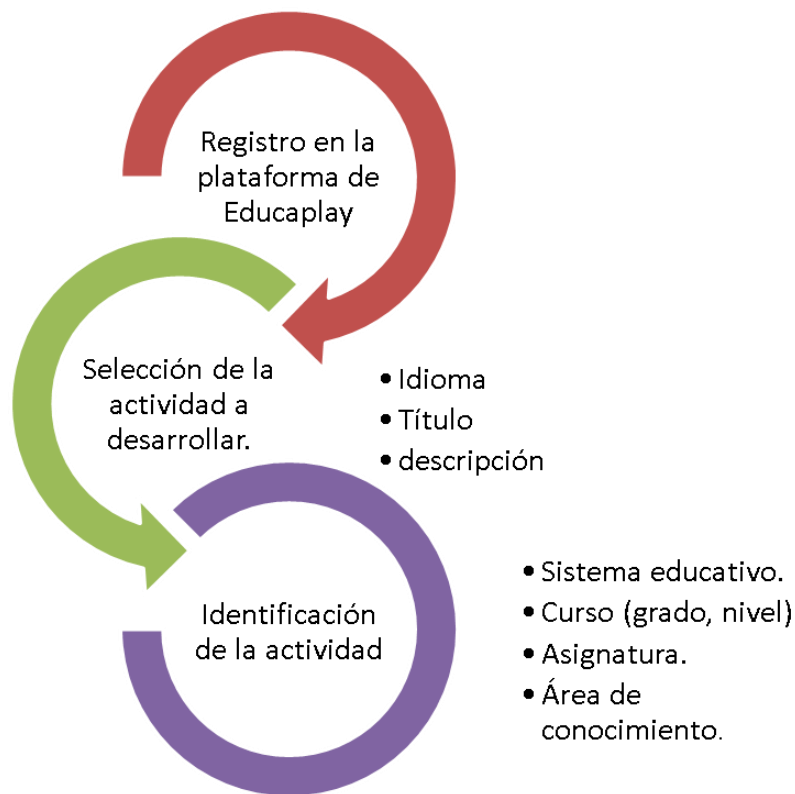 Registro en la
plataforma de
Educaplay
Selección de la
actividad a
desarrollar.
• Idioma
• Título
• descripción
Identificación
de la actividad
• Sistema educativo.
• Curso (grado, nivel)
• Asignatura.
• Área de
conocimiento.